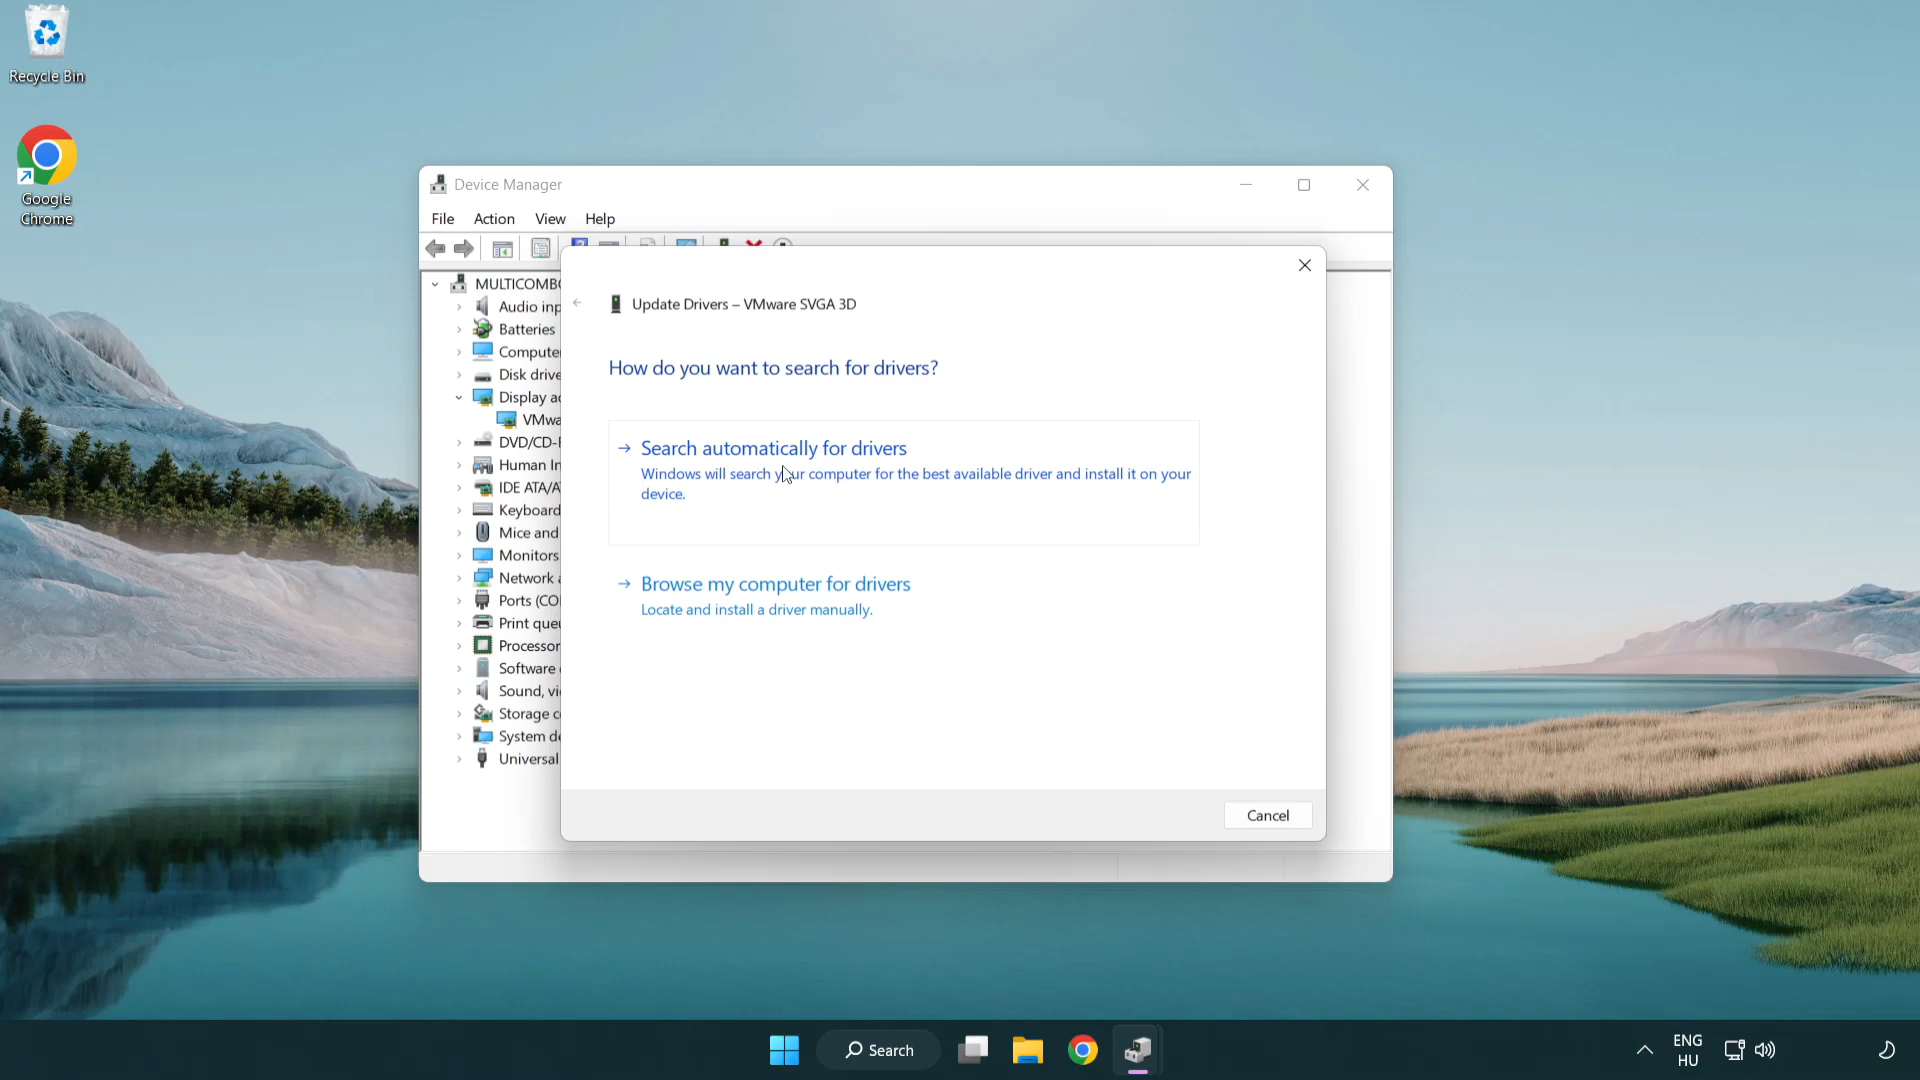 Recycle Bin
Google
Chrome
Device Manager
File Action View Help
MULTICOMB
Audio inp
Batteries
Compute
Disk drive
Display a
VMwa
DVD/CD-
Human In
IDE ATA/A
Keyboard
Mice and
Monitors
Network a
Ports (CO
Print que
Processor
Software
Sound, vi
Storage c
System de
Universal
Update Drivers – VMware SVGA 3D
How do you want to search for drivers?
Search automatically for drivers
Windows will search your computer for the best available driver and install it on your
device.
Browse my computer for drivers
Locate and install a driver manually.
Cancel
Search
ENG
HU